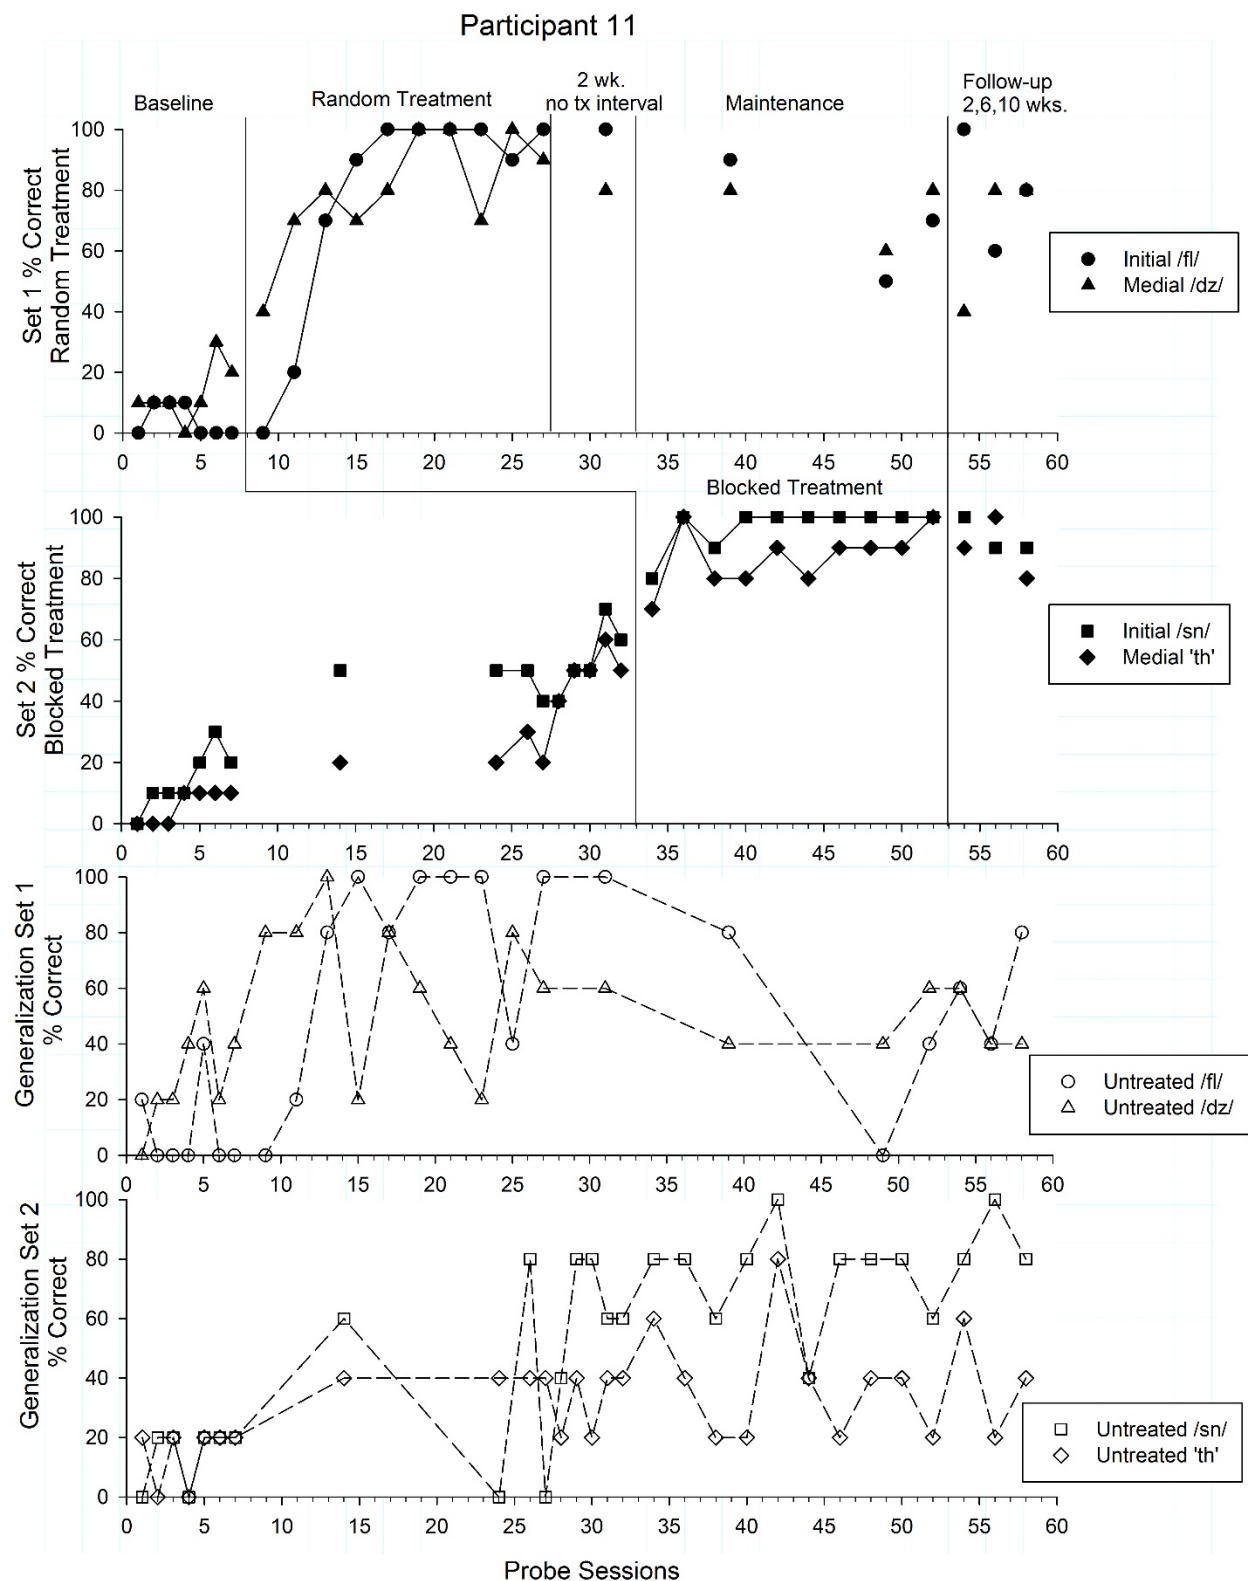 Participant 11
Baseline
Random Treatment
2 wk.
no tx interval
Maintenance
Follow-up
2,6,10 wks.
Set 1 % Correct
Random Treatment
100
80
60
40
20
0
0 5 10 15 20 25 30 35 40 45 50 55 60
Initial /fl/
Medial /dz/
Blocked Treatment
Set 2 % Correct
Blocked Treatment
100
80
60
40
20
0
0 5 10 15 20 25 30 35 40 45 50 55 60
Initial /sn/
Medial 'th'
Generalization Set 1
% Correct
100
80
60
40
20
0
0 5 10 15 20 25 30 35 40 45 50 55 60
Untreated /fl/
Untreated /dz/
Generalization Set 2
% Correct
100
80
60
40
20
0
0 5 10 15 20 25 30 35 40 45 50 55 60
Untreated /sn/
Untreated 'th'
Probe Sessions